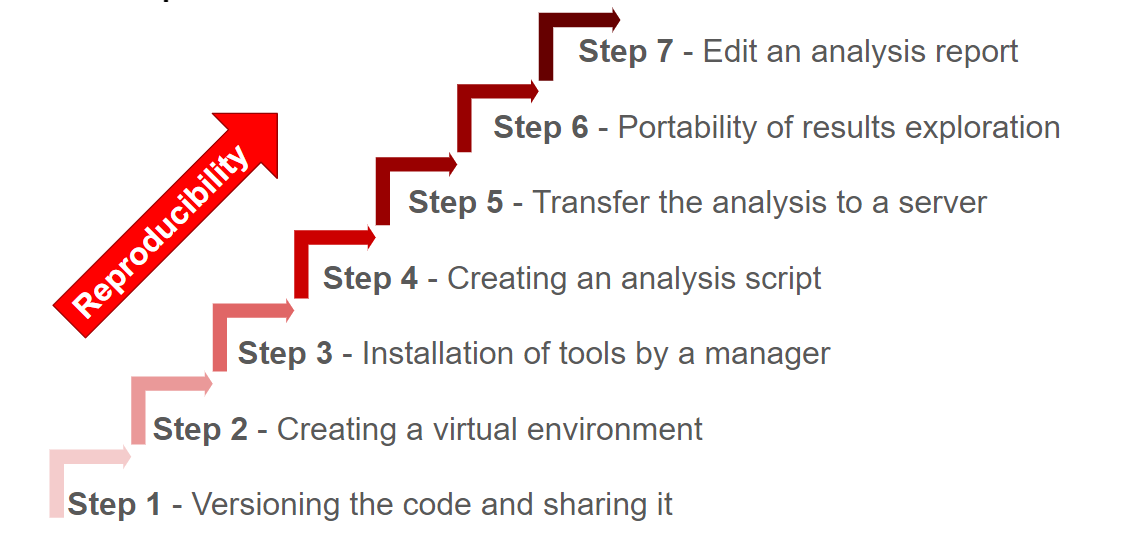 Step 7 - Edit an analysis report
Step 6 - Portability of results exploration
Reproducibility
Step 5 - Transfer the analysis to a server
Step 4 - Creating an analysis script
Step 3 - Installation of tools by a manager
Step 2 - Creating a virtual environment
Step 1 - Versioning the code and sharing it